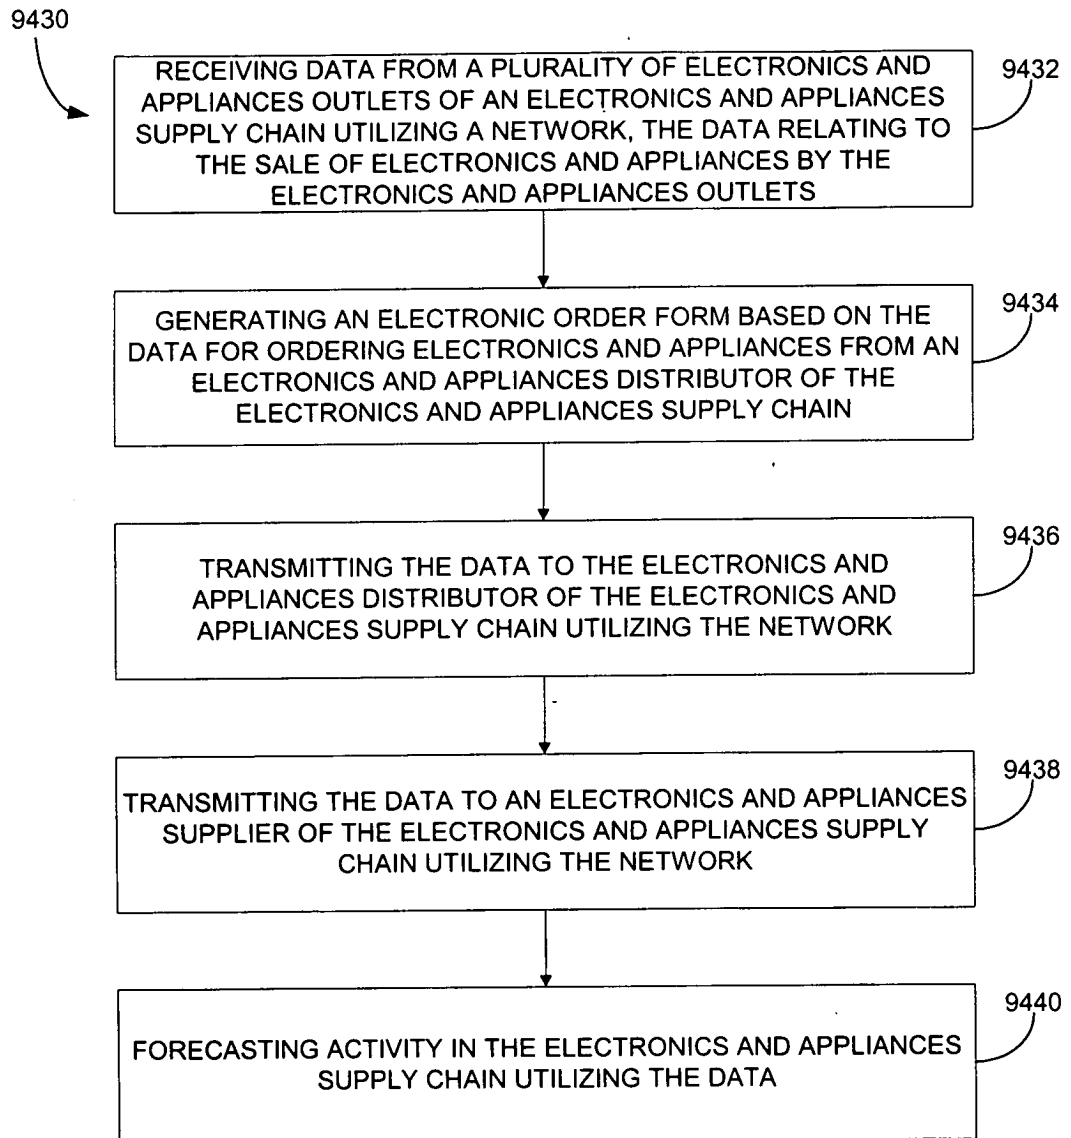 9430
RECEIVING DATA FROM A PLURALITY OF ELECTRONICS AND
APPLIANCES OUTLETS OF AN ELECTRONICS AND APPLIANCES
SUPPLY CHAIN UTILIZING A NETWORK, THE DATA RELATING TO
THE SALE OF ELECTRONICS AND APPLIANCES BY THE
ELECTRONICS AND APPLIANCES OUTLETS
9432
GENERATING AN ELECTRONIC ORDER FORM BASED ON THE
DATA FOR ORDERING ELECTRONICS AND APPLIANCES FROM AN
ELECTRONICS AND APPLIANCES DISTRIBUTOR OF THE
ELECTRONICS AND APPLIANCES SUPPLY CHAIN
9434
TRANSMITTING THE DATA TO THE ELECTRONICS AND
APPLIANCES DISTRIBUTOR OF THE ELECTRONICS AND
APPLIANCES SUPPLY CHAIN UTILIZING THE NETWORK
9436
TRANSMITTING THE DATA TO AN ELECTRONICS AND APPLIANCES
SUPPLIER OF THE ELECTRONICS AND APPLIANCES SUPPLY
CHAIN UTILIZING THE NETWORK
9438
FORECASTING ACTIVITY IN THE ELECTRONICS AND APPLIANCES
SUPPLY CHAIN UTILIZING THE DATA
9440